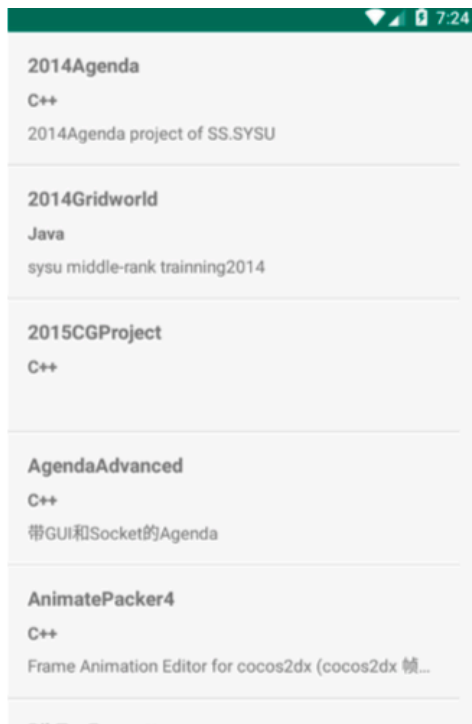 7:24
2014Agenda
C++
2014Agenda project of SS.SYSU
2014Gridworld
Java
sysu middle-rank trainning2014
2015CGProject
C++
AgendaAdvanced
C++
带GUI和Socket的Agenda
AnimatePacker4
C++
Frame Animation Editor for cocos2dx (cocos2dx 帧...